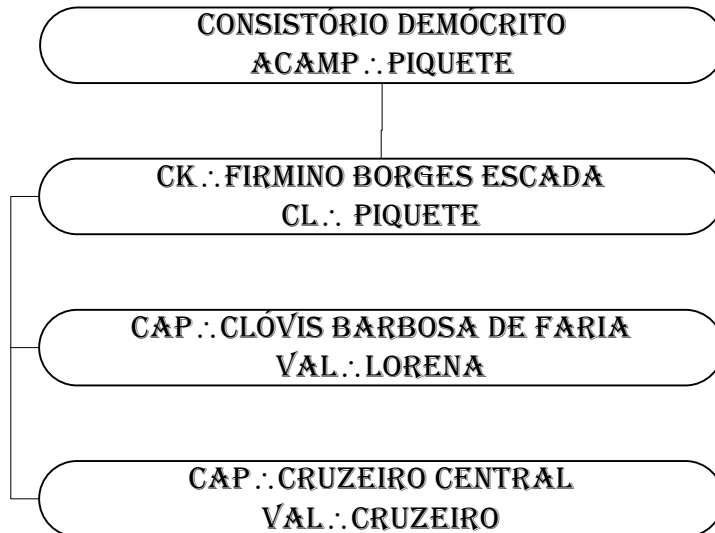 CONSISTÓRIO DEMÓCRITO
ACAMP∴PIQUETE
CK∴FIRMINO BORGES ESCADA
CL∴ PIQUETE
CAP∴CLÓVIS BARBOSA DE FARIA
VAL∴LORENA
CAP∴CRUZEIRO CENTRAL
VAL∴CRUZEIRO